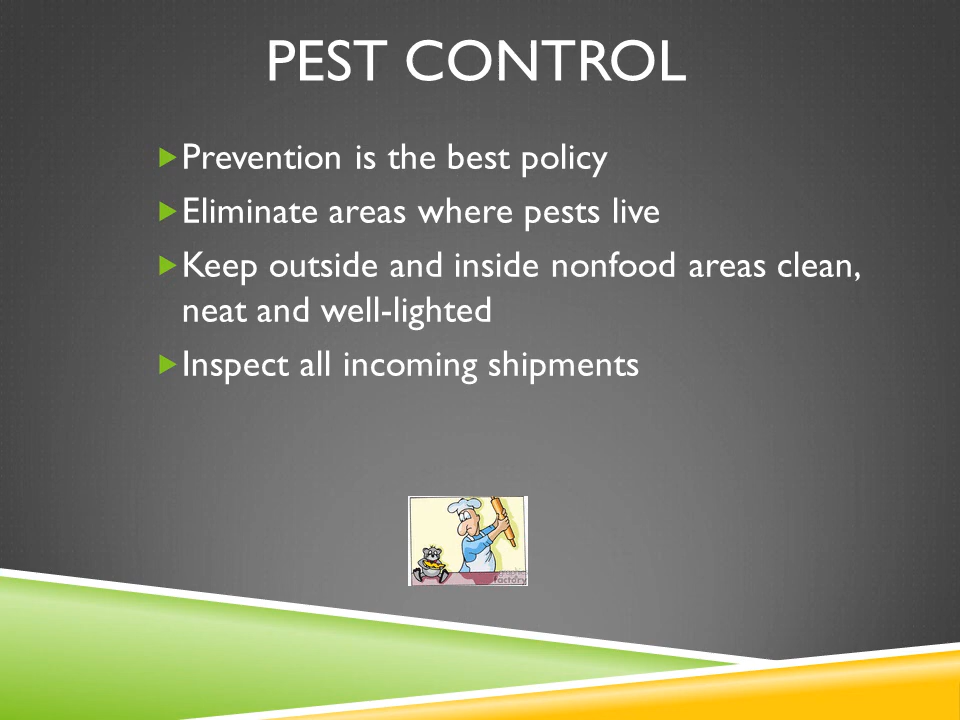 PEST CONTROL
Prevention is the best policy
Eliminate areas where pests live
Keep outside and inside nonfood areas clean,
neat and well-lighted
Inspect all incoming shipments
factory